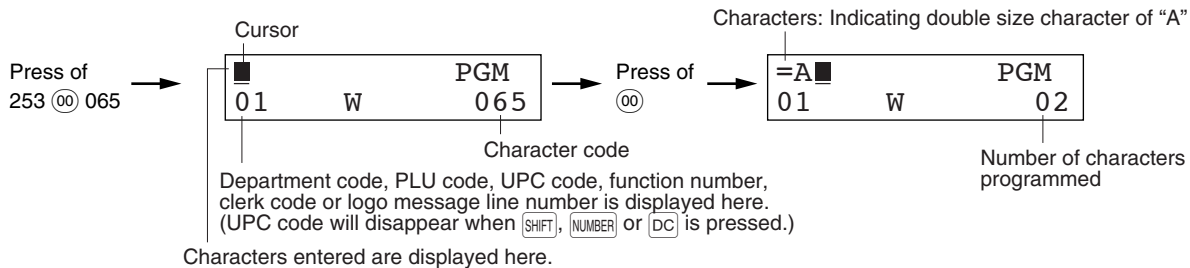 Characters: Indicating double size character of “A”
Cursor
Press of
253 00 065
PGM
01 W 065
Press of
00
=A PGM
01 W 02
Character code
Number of characters
programmed
Department code, PLU code, UPC code, function number,
clerk code or logo message line number is displayed here.
(UPC code will disappear when SHIFT, NUMBER or DC is pressed.)
Characters entered are displayed here.